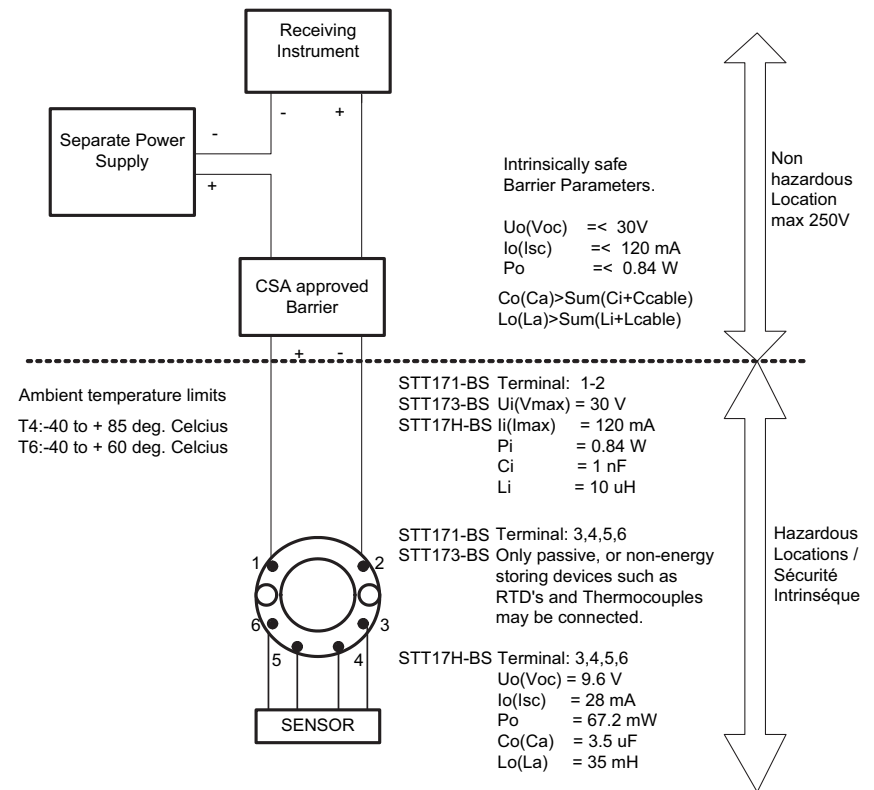 Receiving
Instrument
-
+
Separate Power
Supply
-
+
CSA approved
Barrier
+ -
Intrinsically safe
Barrier Parameters.
Uo(Voc) =< 30V
Io(Isc) =< 120 mA
Po =< 0.84 W
Co(Ca)>Sum(Ci+Ccable)
Lo(La)>Sum(Li+Lcable)
Non
hazardous
Location
max 250V
Ambient temperature limits
T4:-40 to + 85 deg. Celcius
T6:-40 to + 60 deg. Celcius
STT171-BS Terminal: 1-2
STT173-BS Ui(Vmax) = 30 V
STT17H-BS Ii(Imax) = 120 mA
Pi = 0.84 W
Ci = 1 nF
Li = 10 uH
STT171-BS Terminal: 3,4,5,6
STT173-BS Only passive, or non-energy
storing devices such as
RTD's and Thermocouples
may be connected.
STT17H-BS Terminal: 3,4,5,6
Uo(Voc) = 9.6 V
Io(Isc) = 28 mA
Po = 67.2 mW
Co(Ca) = 3.5 uF
Lo(La) = 35 mH
Hazardous
Locations /
Sécurité
Intrinséque
1 2
6 3
5 4
SENSOR